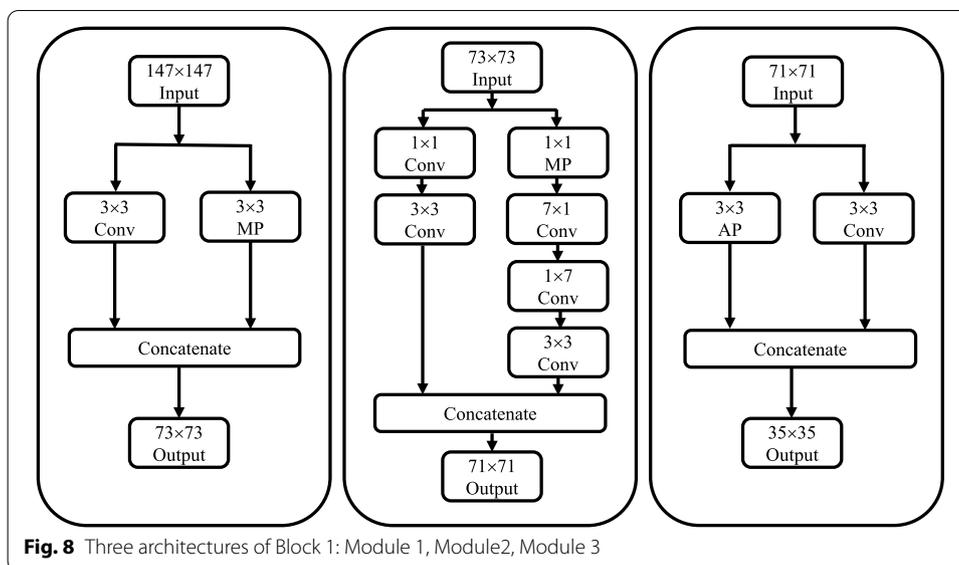 147×147
Input
3×3
Conv
3×3
MP
Concatenate
73×73
Output
73×73
Input
1×1
Conv
1×1
MP
3×3
Conv
7×1
Conv
1×7
Conv
3×3
Conv
Concatenate
71×71
Output
71×71
Input
3×3
AP
3×3
Conv
Concatenate
35×35
Output
Fig. 8 Three architectures of Block 1: Module 1, Module2, Module 3